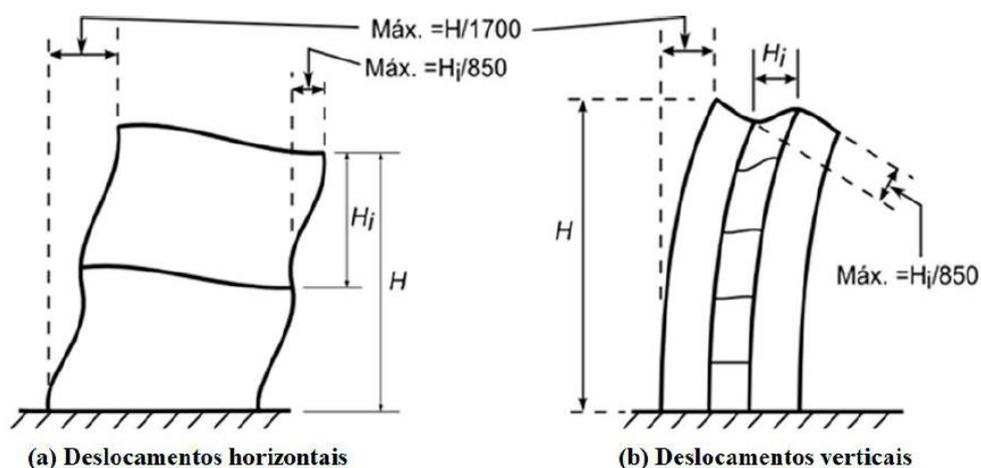 Máx. =H/1700
Máx. =Hᵢ/850
Hᵢ
Hᵢ
H
H
Máx. =Hᵢ/850
(a) Deslocamentos horizontais
(b) Deslocamentos verticais